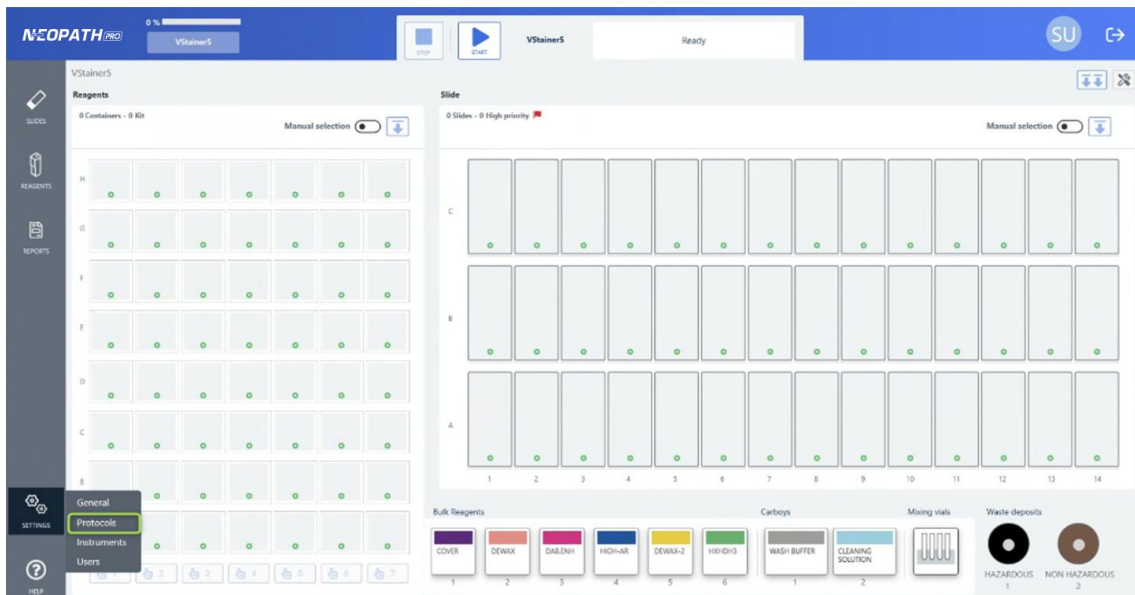 NEOPATH PRO
0 %
VStainer5
STOP
START
VStainer5
Ready
SU
SLIDES
REAGENTS
REPORTS
SETTINGS
HELP
VStainer5
Reagents
0 Containers - 0 Kit
Manual selection
H
G
F
E
D
C
B
1 2 3 4 5 6 7
General
Protocols
Instruments
Users
Slide
0 Slides - 0 High priority
Manual selection
C
B
A
1 2 3 4 5 6 7 8 9 10 11 12 13 14
Bulk Reagents
COVER DEWAX DAB.ENH HIGH-AR DEWAX-2
1 2 3 4 5 6
Carboys
WASH BUFFER CLEANING
SOLUTION
1 2
Mixing vials
Waste deposits
HAZARDOUS NON HAZARDOUS
1 2